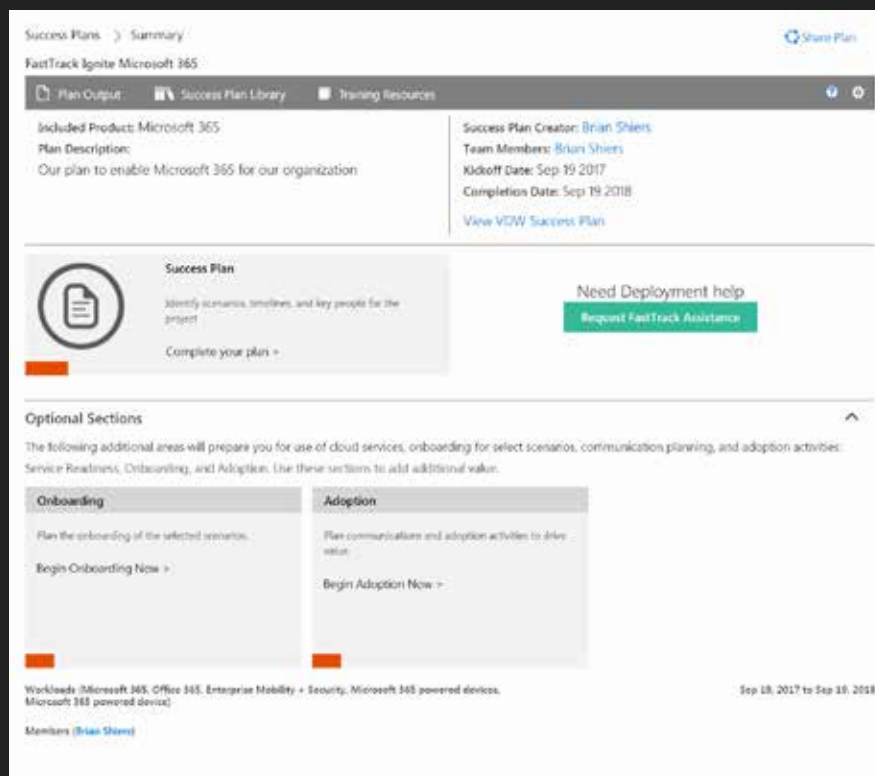 Success Plans > Summary
Share Plan
FastTrack Ignite Microsoft 365
Plan Output Success Plan Library Training Resources
Included Product: Microsoft 365
Plan Description:
Our plan to enable Microsoft 365 for our organization
Success Plan Creator: Brian Shiers
Team Members: Brian Shiers
Kickoff Date: Sep 19 2017
Completion Date: Sep 19 2018
View VDW Success Plan
Success Plan
Identify scenarios, timelines, and key people for the
project
Complete your plan >
Need Deployment help
Request FastTrack Assistance
Optional Sections
The following additional areas will prepare you for use of cloud services, onboarding for select scenarios, communication planning, and adoption activities:
Service Readiness, Onboarding, and Adoption. Use these sections to add additional value.
Onboarding
Plan the onboarding of the selected scenarios.
Begin Onboarding Now >
Adoption
Plan communications and adoption activities to drive
value.
Begin Adoption Now >
Workloads (Microsoft 365, Office 365, Enterprise Mobility + Security, Microsoft 365 powered devices,
Microsoft 365 powered device)
Sep 19, 2017 to Sep 19, 2018
Members (Brian Shiers)